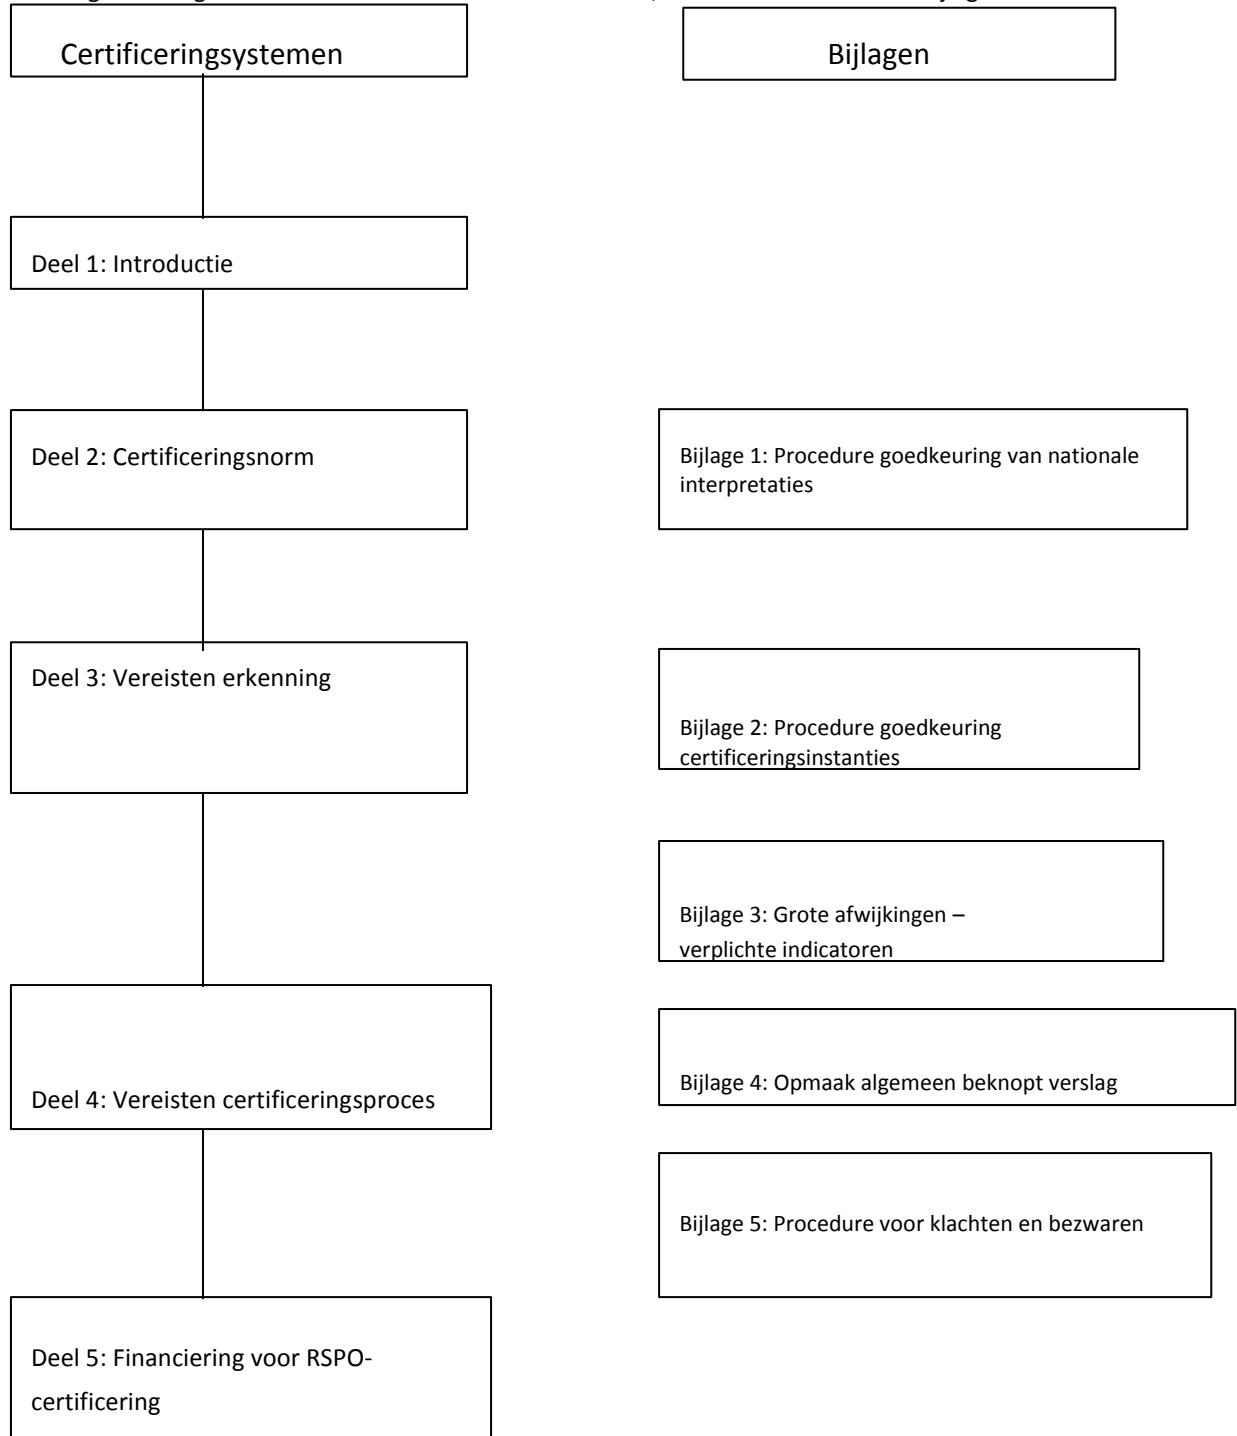 Certificeringsystemen
Bijlagen
Deel 1: Introductie
Deel 2: Certificeringsnorm
Bijlage 1: Procedure goedkeuring van nationale
interpretaties
Deel 3: Vereisten erkenning
Bijlage 2: Procedure goedkeuring
certificeringsinstanties
Bijlage 3: Grote afwijkingen –
verplichte indicatoren
Deel 4: Vereisten certificeringsproces
Bijlage 4: Opmaak algemeen beknopt verslag
Bijlage 5: Procedure voor klachten en bezwaren
Deel 5: Financiering voor RSPO-
certificering